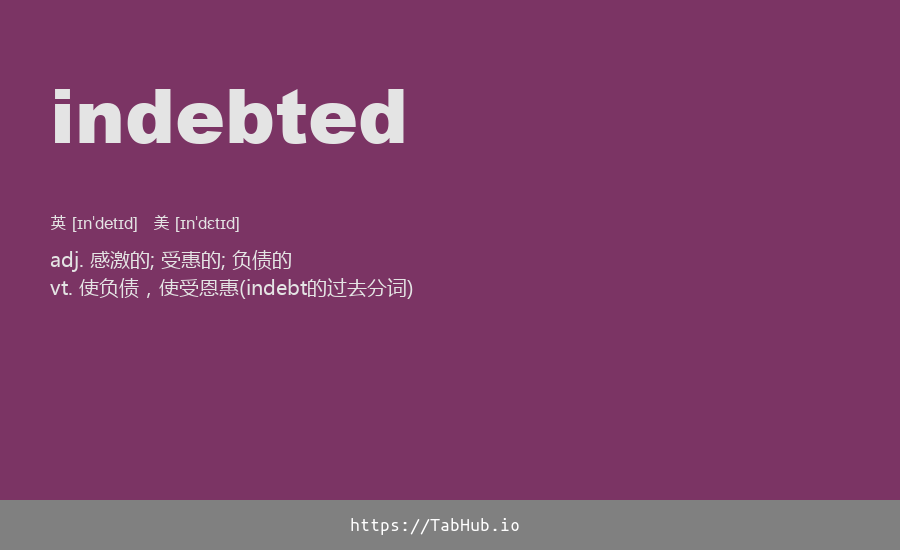 indebted
英 [ɪn'detɪd] 美 [ɪn'dɛtɪd]
adj. 感激的; 受惠的; 负债的
vt. 使负债，使受恩惠(indebt的过去分词)
https://TabHub.io